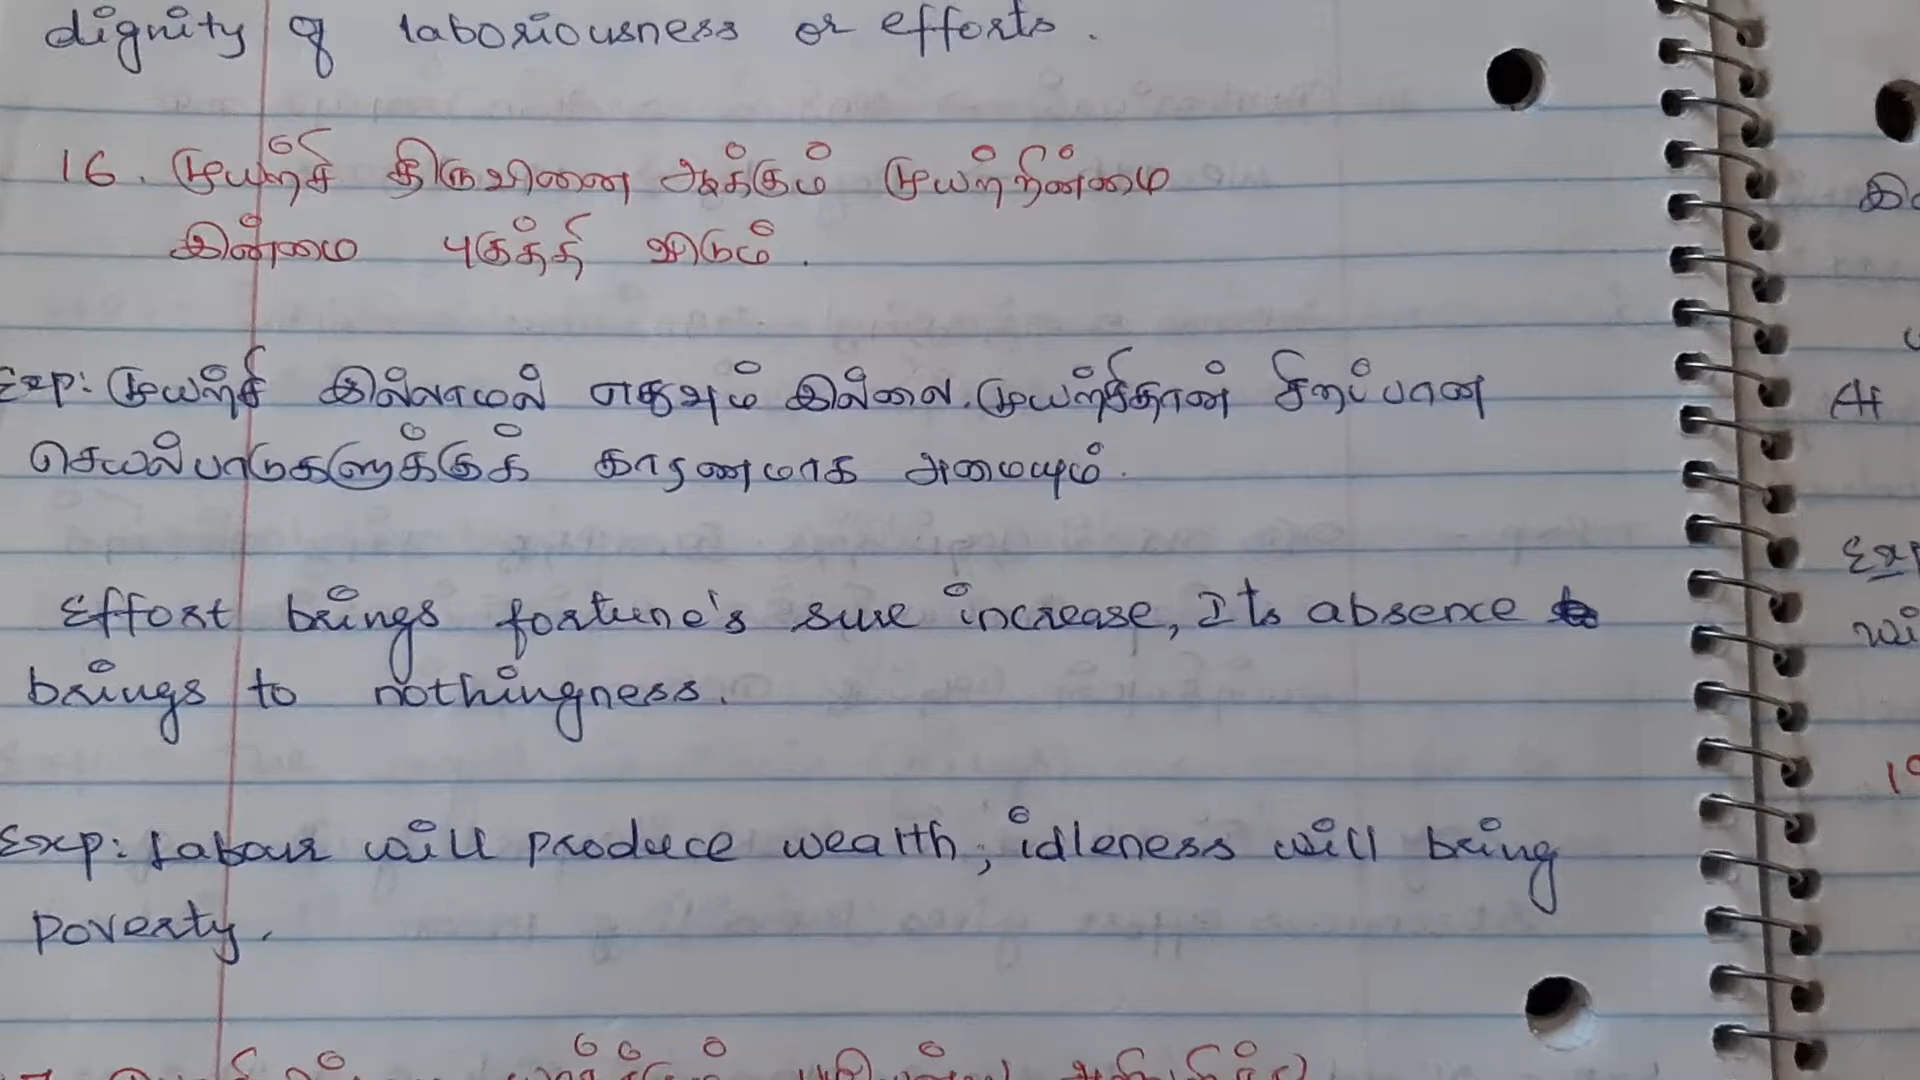 dignity of laboriousness or efforts.
16. முயற்சி திருவினை ஆக்கும் முயற்றின்மை
இன்மை புகுத்தி விடும்.
Exp: முயற்சி இல்லாமல் எதுவும் இல்லை. முயற்சிதான் சிறப்பான
செயல்பாடுகளுக்குக் காரணமாக அமையும்.
Effort brings fortune's sure increase, Its absence
brings to nothingness.
Exp: Labour will produce wealth; idleness will bring
poverty.
இ
At
Exp